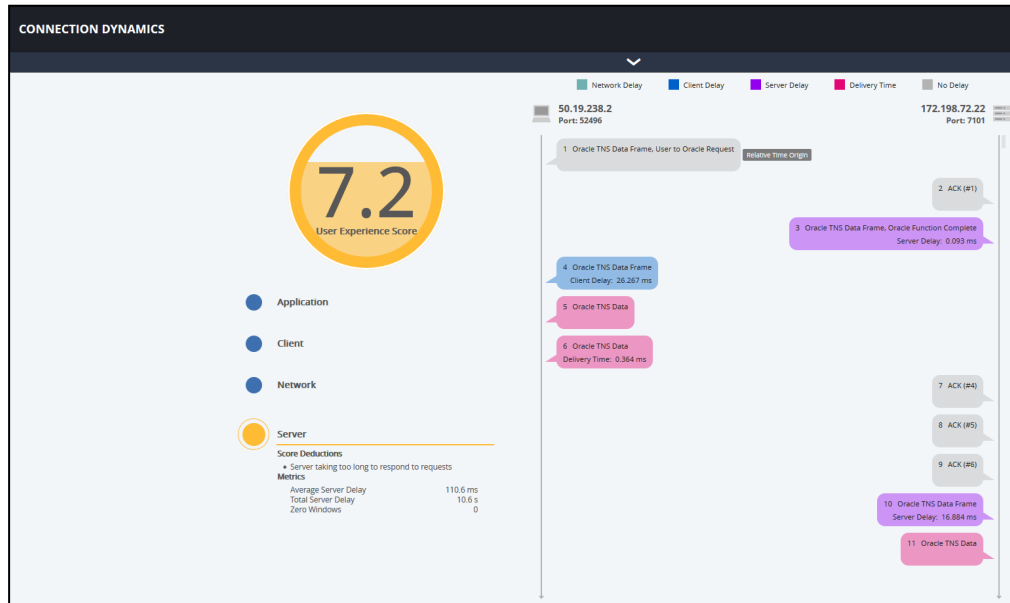 CONNECTION DYNAMICS
Network Delay
Client Delay
Server Delay
Delivery Time
No Delay
50.19.238.2
Port: 52496
172.198.72.22
Port: 7101
7.2
User Experience Score
Application
Client
Network
Server
Score Deductions
• Server taking too long to respond to requests
Metrics
Average Server Delay 110.6 ms
Total Server Delay 10.6 s
Zero Windows 0
1 Oracle TNS Data Frame, User to Oracle Request
Relative Time Origin
2 ACK (#1)
3 Oracle TNS Data Frame, Oracle Function Complete
Server Delay: 0.093 ms
4 Oracle TNS Data Frame
Client Delay: 26.267 ms
5 Oracle TNS Data
6 Oracle TNS Data
Delivery Time: 0.364 ms
7 ACK (#4)
8 ACK (#5)
9 ACK (#6)
10 Oracle TNS Data Frame
Server Delay: 16.884 ms
11 Oracle TNS Data